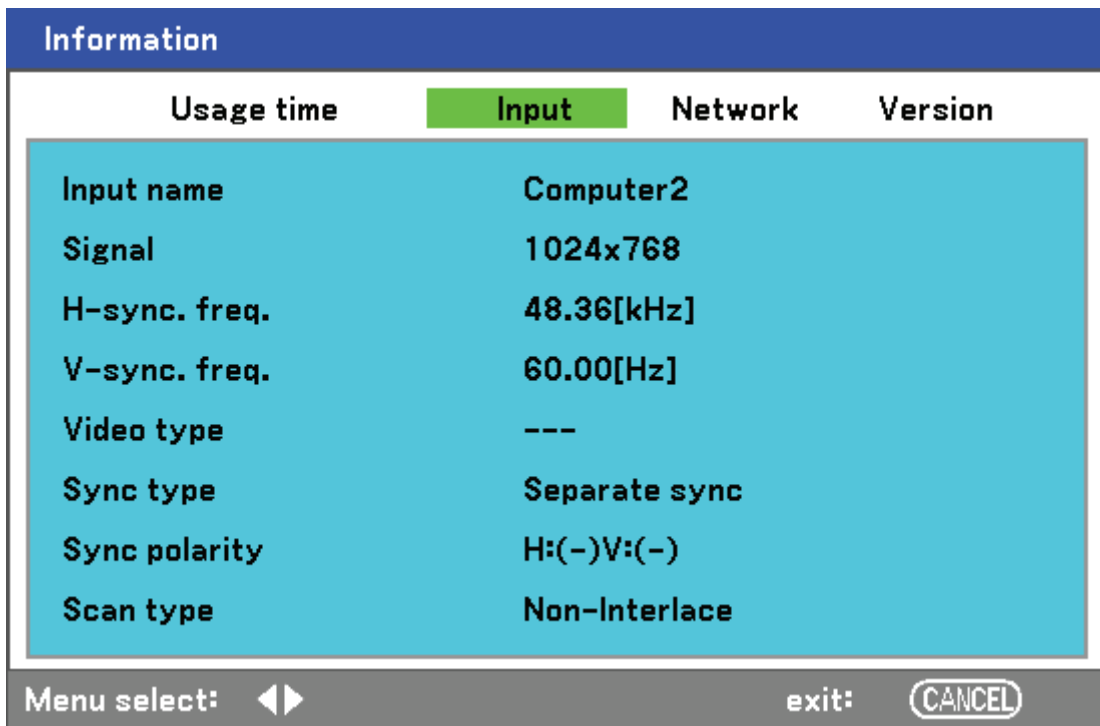 Information
Usage time Input Network Version
Input name Computer2
Signal 1024x768
H-sync. freq. 48.36[kHz]
V-sync. freq. 60.00[Hz]
Video type ---
Sync type Separate sync
Sync polarity H:(-)V:(-)
Scan type Non-Interlace
Menu select: exit: CANCEL